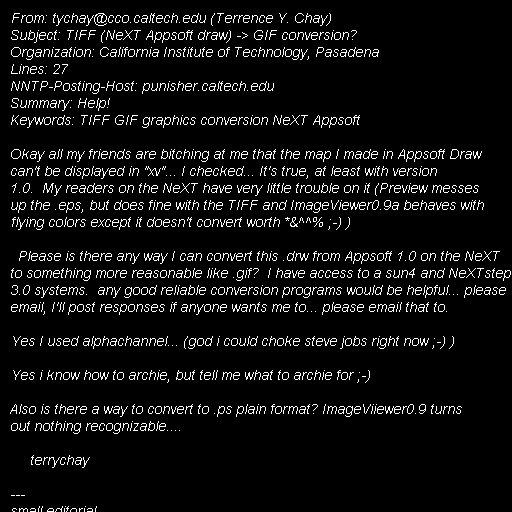 From: tychay@cco.caltech.edu (Terrence Y. Chay)
Subject: TIFF (NeXT Appsoft draw) -> GIF conversion?
Organization: California Institute of Technology, Pasadena
Lines: 27
NNTP-Posting-Host: punisher.caltech.edu
Summary: Help!
Keywords: TIFF GIF graphics conversion NeXT Appsoft

Okay all my friends are bitching at me that the map I made in Appsoft Draw
can't be displayed in "xv"... I checked... It's true, at least with version
1.0.  My readers on the NeXT have very little trouble on it (Preview messes
up the .eps, but does fine with the TIFF and ImageViewer0.9a behaves with
flying colors except it doesn't convert worth *&^^% ;-) )

  Please is there any way I can convert this .drw from Appsoft 1.0 on the NeXT
to something more reasonable like .gif?  I have access to a sun4 and NeXTstep
3.0 systems.  any good reliable conversion programs would be helpful... please
email, I'll post responses if anyone wants me to... please email that to.

Yes I used alphachannel... (god i could choke steve jobs right now ;-) )

Yes i know how to archie, but tell me what to archie for ;-)

Also is there a way to convert to .ps plain format? ImageViiewer0.9 turns
out nothing recognizable....

     terrychay

---
small editorial